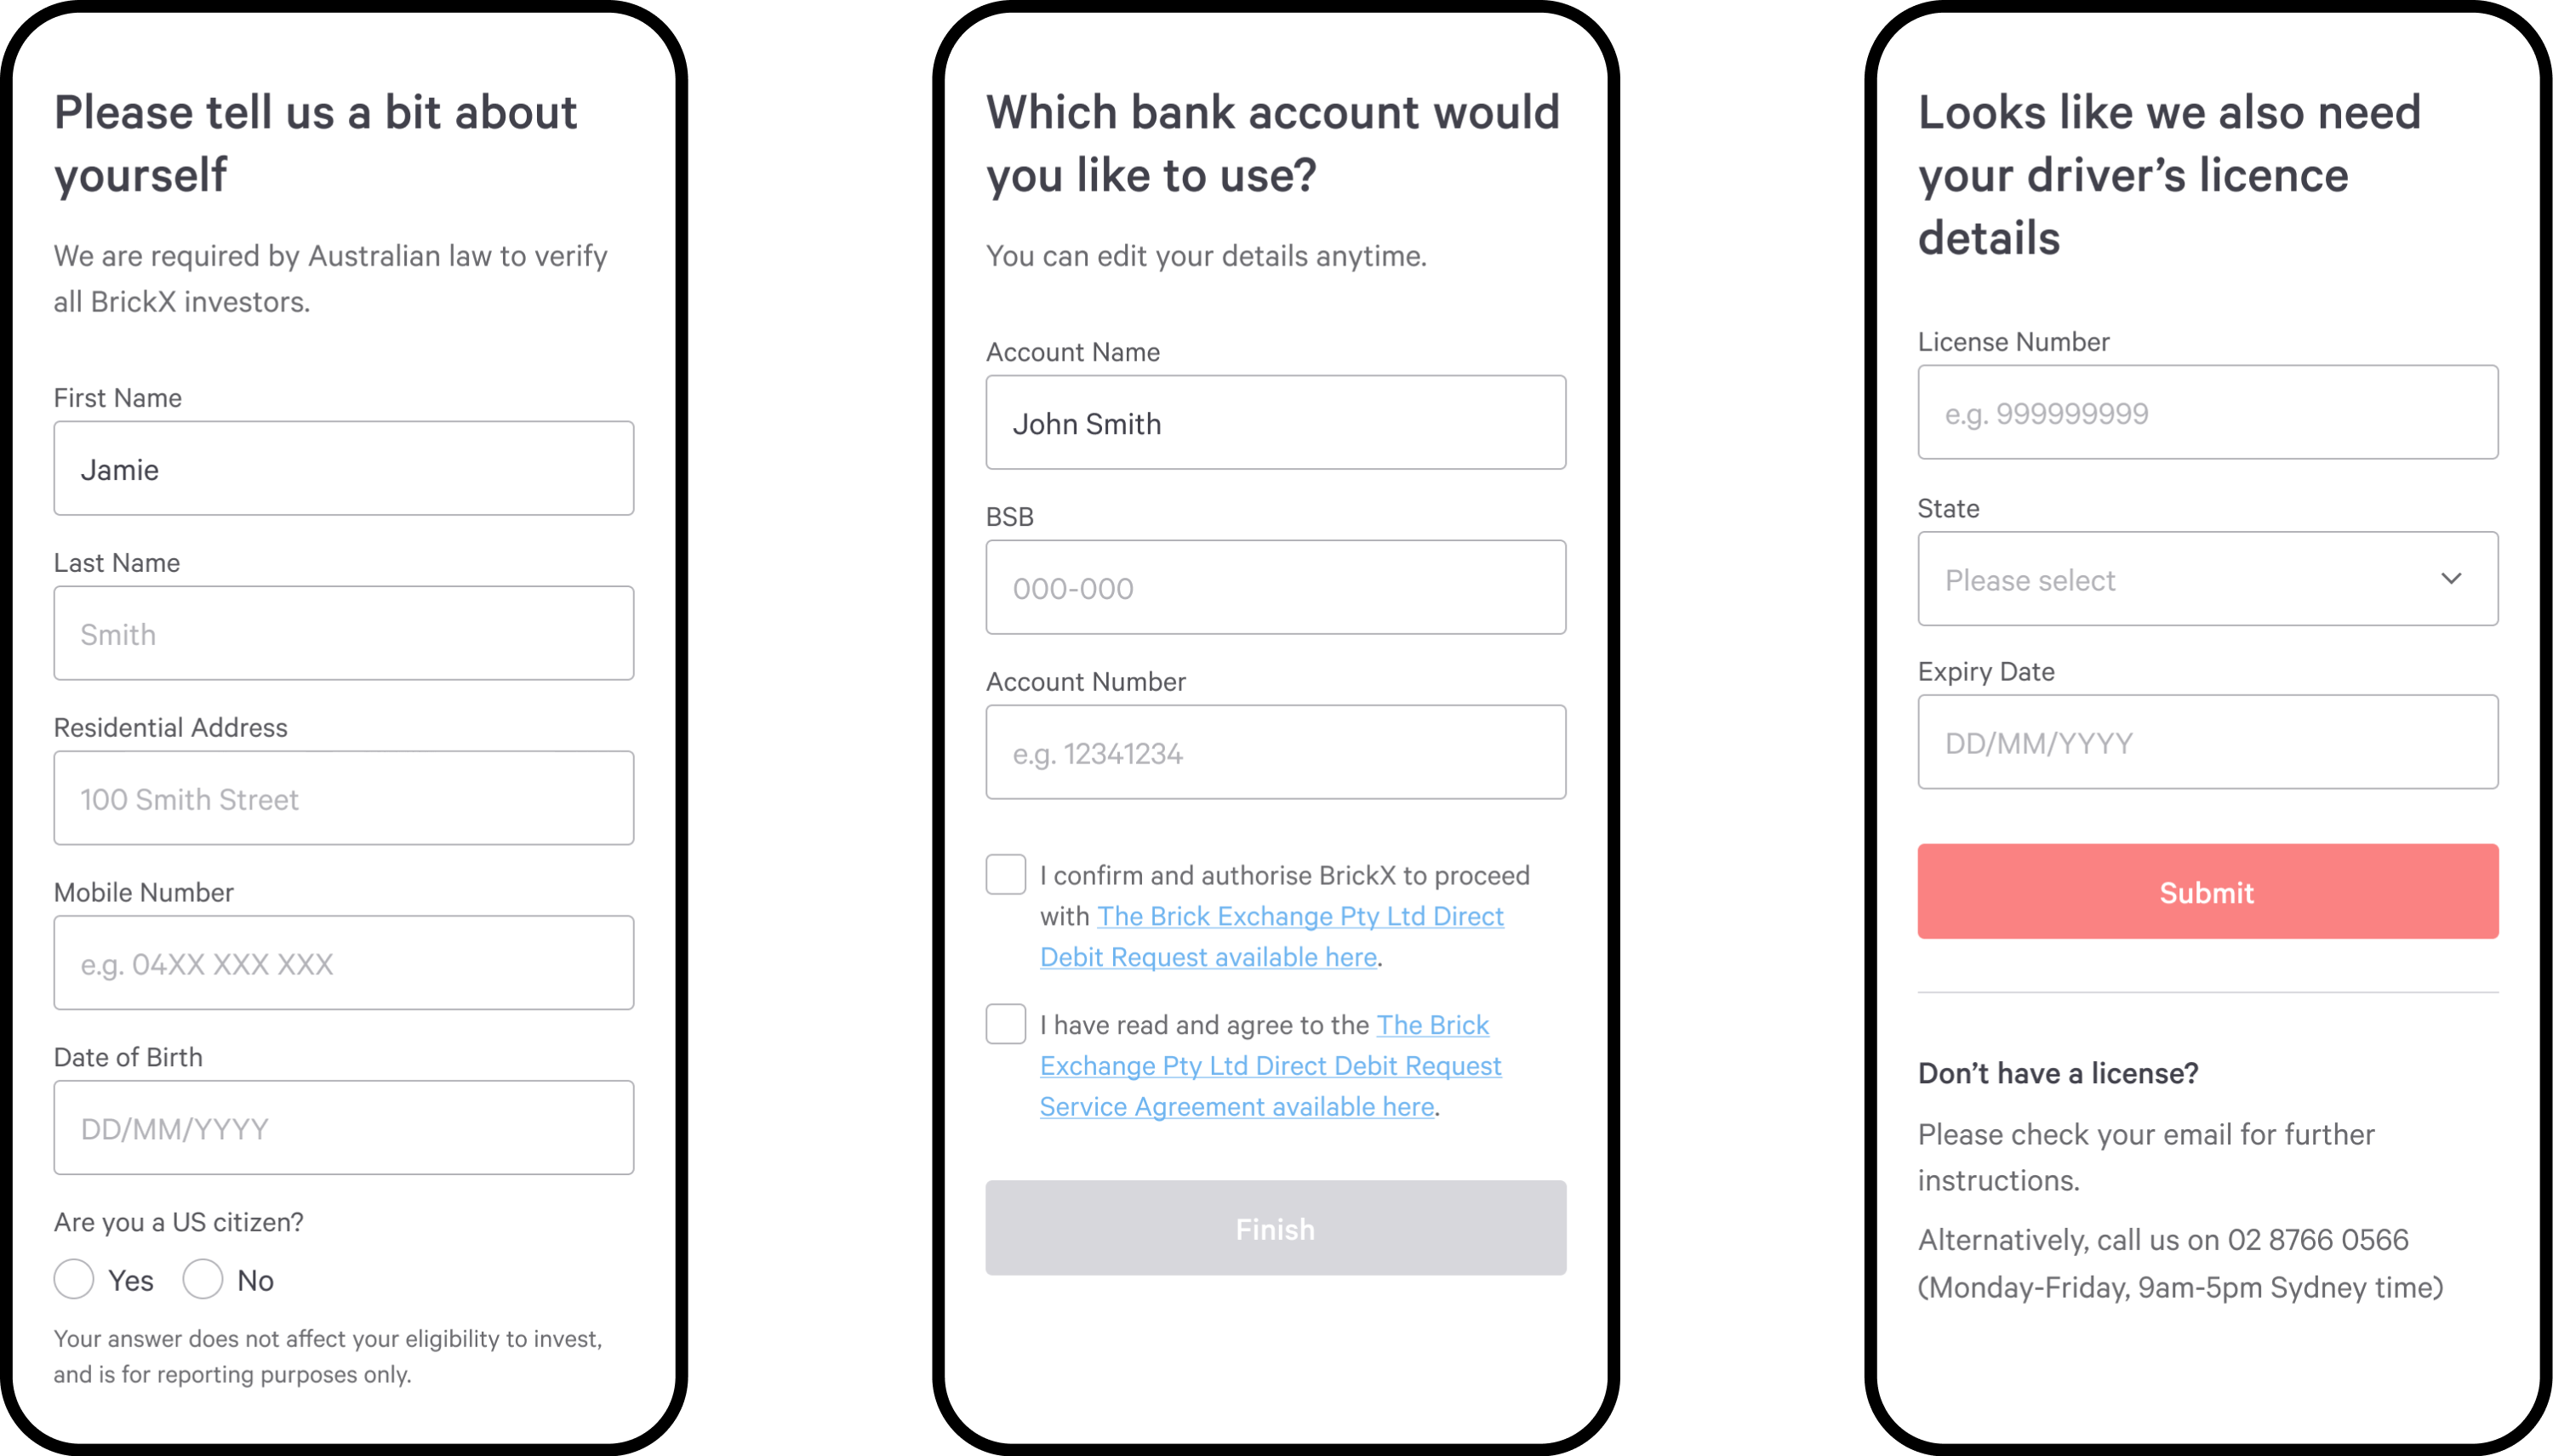 Please tell us a bit about
yourself
We are required by Australian law to verify
all BrickX investors.
First Name
Jamie
Last Name
Smith
Residential Address
100 Smith Street
Mobile Number
e.g. 04XX XXX XXX
Date of Birth
DD/MM/YYYY
Are you a US citizen?
Yes No
Your answer does not affect your eligibility to invest,
and is for reporting purposes only.
Which bank account would
you like to use?
You can edit your details anytime.
Account Name
John Smith
BSB
000-000
Account Number
e.g. 12341234
I confirm and authorise BrickX to proceed
with The Brick Exchange Pty Ltd Direct
Debit Request available here.
I have read and agree to the The Brick
Exchange Pty Ltd Direct Debit Request
Service Agreement available here.
Finish
Looks like we also need
your driver’s licence
details
License Number
e.g. 999999999
State
Please select
Expiry Date
DD/MM/YYYY
Submit
Don’t have a license?
Please check your email for further
instructions.
Alternatively, call us on 02 8766 0566
(Monday-Friday, 9am-5pm Sydney time)